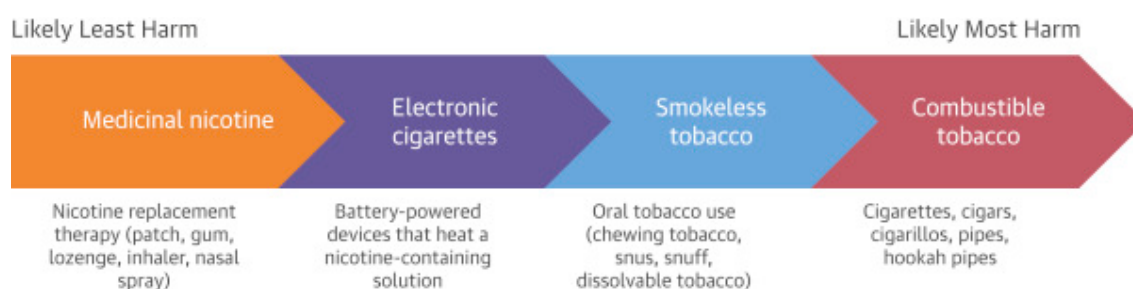 Likely Least Harm
Likely Most Harm
Medicinal nicotine
Electronic
cigarettes
Smokeless
tobacco
Combustible
tobacco
Nicotine replacement
therapy (patch, gum,
lozenge, inhaler, nasal
spray)
Battery-powered
devices that heat a
nicotine-containing
solution
Oral tobacco use
(chewing tobacco,
snus, snuff,
dissolvable tobacco)
Cigarettes, cigars,
cigarillos, pipes,
hookah pipes